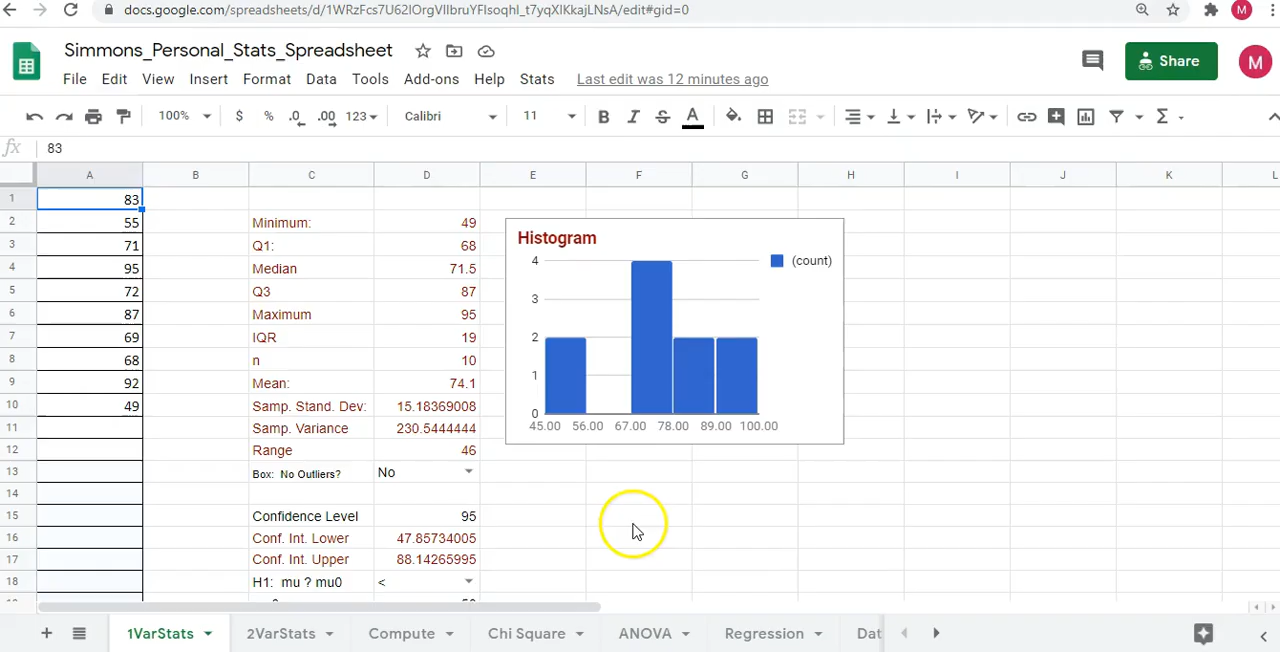 docs.google.com/spreadsheets/d/1WRzFcs7U62IOrgVIIbruYFIsoqhI_t7yqXIKkajLNsA/edit#gid=0
M
Simmons_Personal_Stats_Spreadsheet
File Edit View Insert Format Data Tools Add-ons Help Stats Last edit was 12 minutes ago
Share
M
100% $ % .0 .00 123 Calibri 11 B I S A Σ
fx 83
A B C D E F G H I J K L
1 83
2 55 Minimum: 49
3 71 Q1: 68
4 95 Median 71.5
5 72 Q3 87
6 87 Maximum 95
7 69 IQR 19
8 68 n 10
9 92 Mean: 74.1
10 49 Samp. Stand. Dev: 15.18369008
11 Samp. Variance 230.5444444
12 Range 46
13 Box: No Outliers? No
14
15 Confidence Level 95
16 Conf. Int. Lower 47.85734005
17 Conf. Int. Upper 88.14265995
18 H1: mu ? mu0 <
Histogram
(count)
4
3
2
1
0
45.00 56.00 67.00 78.00 89.00 100.00
+ 1VarStats 2VarStats Compute Chi Square ANOVA Regression Dat